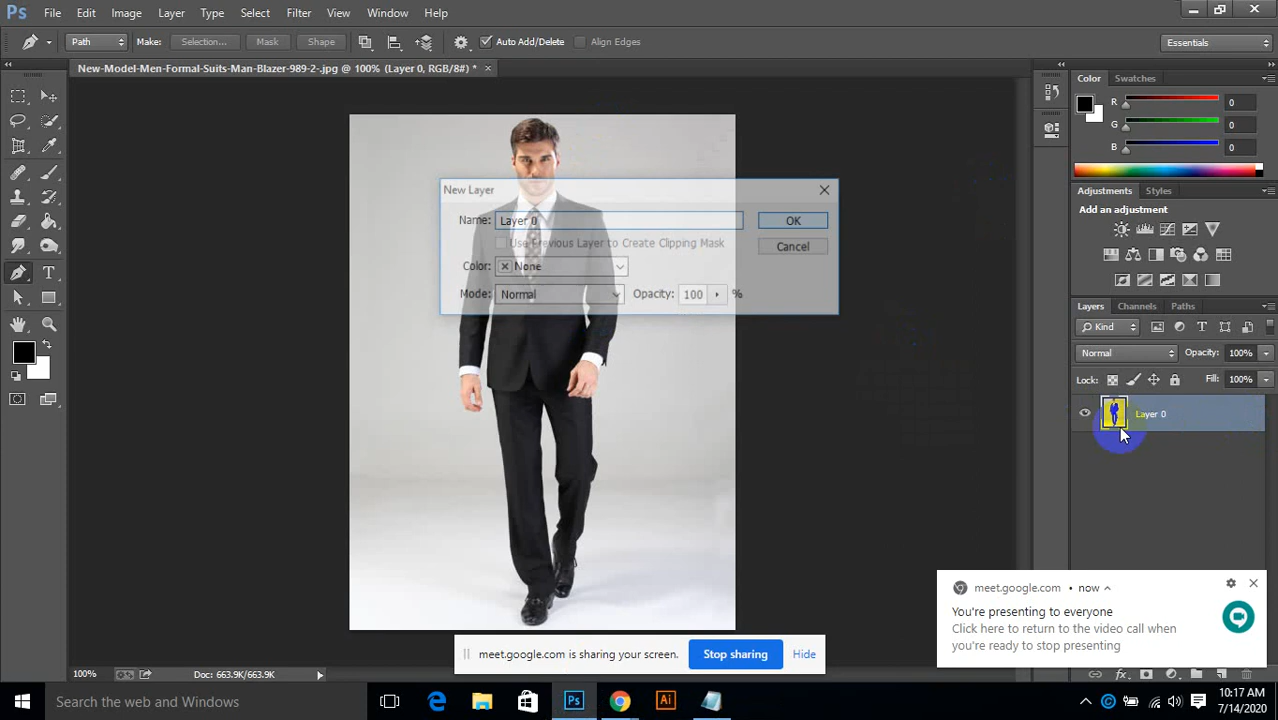 Ps File Edit Image Layer Type Select Filter 3D View Window Help
Path Make: Selection... Mask Shape Auto Add/Delete Align Edges Essentials
New-Model-Men-Formal-Suits-Man-Blazer-989-2-.jpg @ 100% (Layer 0, RGB/8#) * ×
Color Swatches
R 0
G 0
B 0
Adjustments Styles
Add an adjustment
New Layer
Name: Layer 0 OK
Use Previous Layer to Create Clipping Mask Cancel
Color: None
Mode: Normal Opacity: 100 %
Layers Channels Paths
Kind
Normal Opacity: 100%
Lock: Fill: 100%
Layer 0
meet.google.com • now
You're presenting to everyone
Click here to return to the video call when
you're ready to stop presenting
meet.google.com is sharing your screen. Stop sharing Hide
100% Doc: 663.9K/663.9K
Search the web and Windows
Ps Ai
10:17 AM
7/14/2020